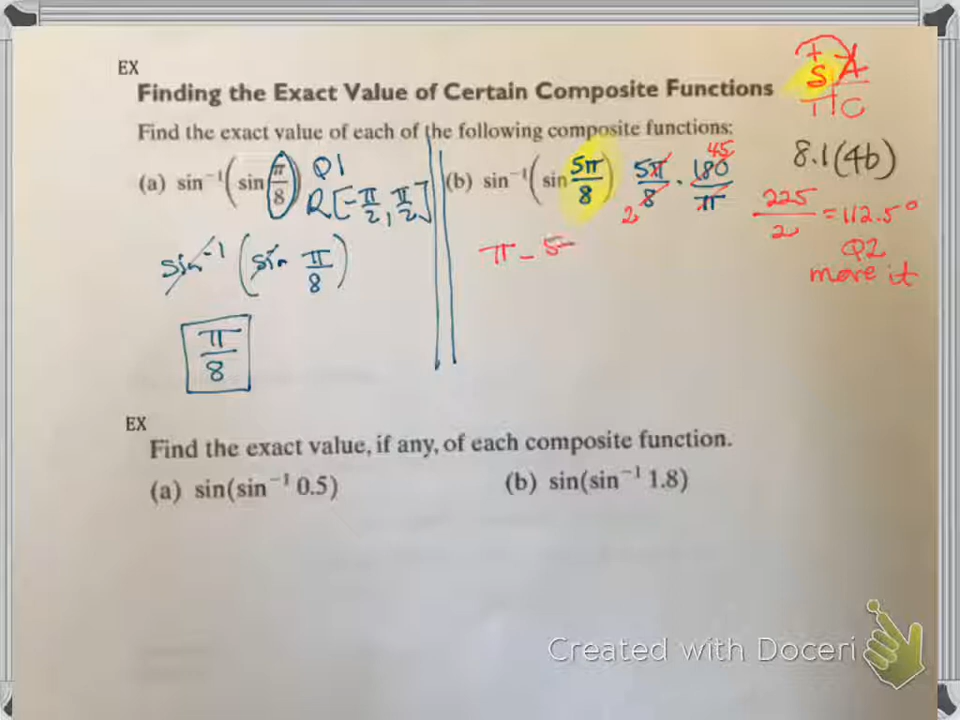 EX
Finding the Exact Value of Certain Composite Functions
Find the exact value of each of the following composite functions:
(a) sin⁻¹(sin π/8) Q1
R[-π/2, π/2]
sin⁻¹(sin π/8)
π/8
(b) sin⁻¹(sin 5π/8) 5π/8 · 180/π
2 45
π - 5
+
S A
T C
8.1(4b)
225/2 = 112.5°
Q2
move it
EX
Find the exact value, if any, of each composite function.
(a) sin(sin⁻¹ 0.5)
(b) sin(sin⁻¹ 1.8)
Created with Doceri